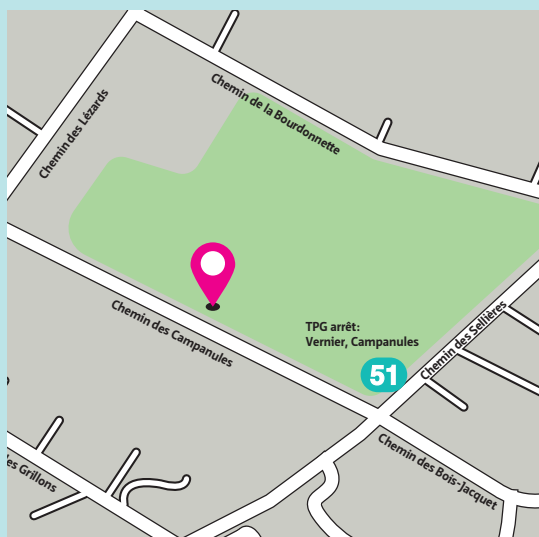 Chemin de la Bourdonnette
Chemin des Lézards
Chemin des Campanules
TPG arrêt:
Vernier, Campanules
51
Chemin des Sellières
Chemin des Bois-Jacquet
es Grillons